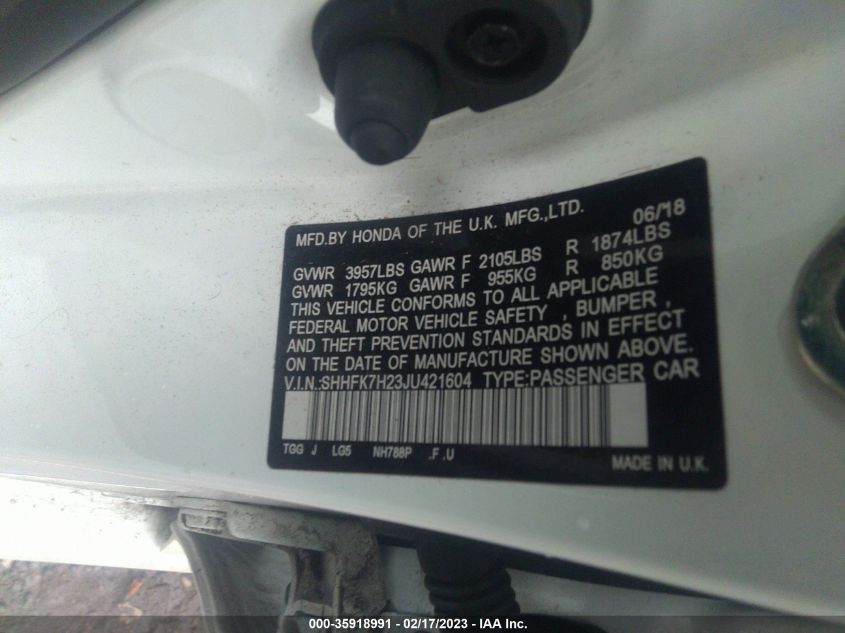 MFD.BY HONDA OF THE U.K. MFG.,LTD. 06/18
GVWR 3957LBS GAWR F 2105LBS R 1874LBS
GVWR 1795KG GAWR F 955KG R 850KG
THIS VEHICLE CONFORMS TO ALL APPLICABLE
FEDERAL MOTOR VEHICLE SAFETY , BUMPER ,
AND THEFT PREVENTION STANDARDS IN EFFECT
ON THE DATE OF MANUFACTURE SHOWN ABOVE.
V.I.N.:SHHFK7H23JU421604 TYPE:PASSENGER CAR
TGG J LG5 NH788P .F .U
MADE IN U.K.
000-35918991 — 02/17/2023 — IAA Inc.